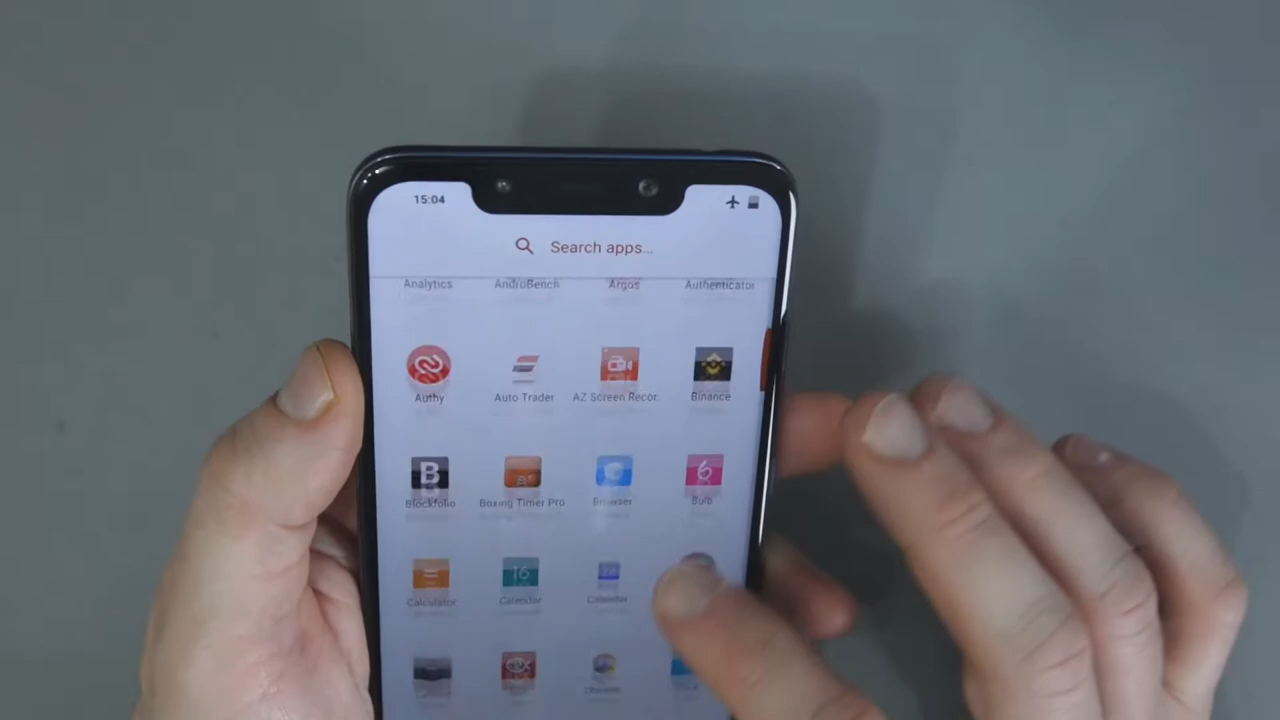 15:04
Search apps...
Analytics AndroBench Argos Authenticator
Authy Auto Trader AZ Screen Recor.
Binance
B
Blockfolio Boxing Timer Pro Browser Bulb
16
Calculator Calendar Calendar